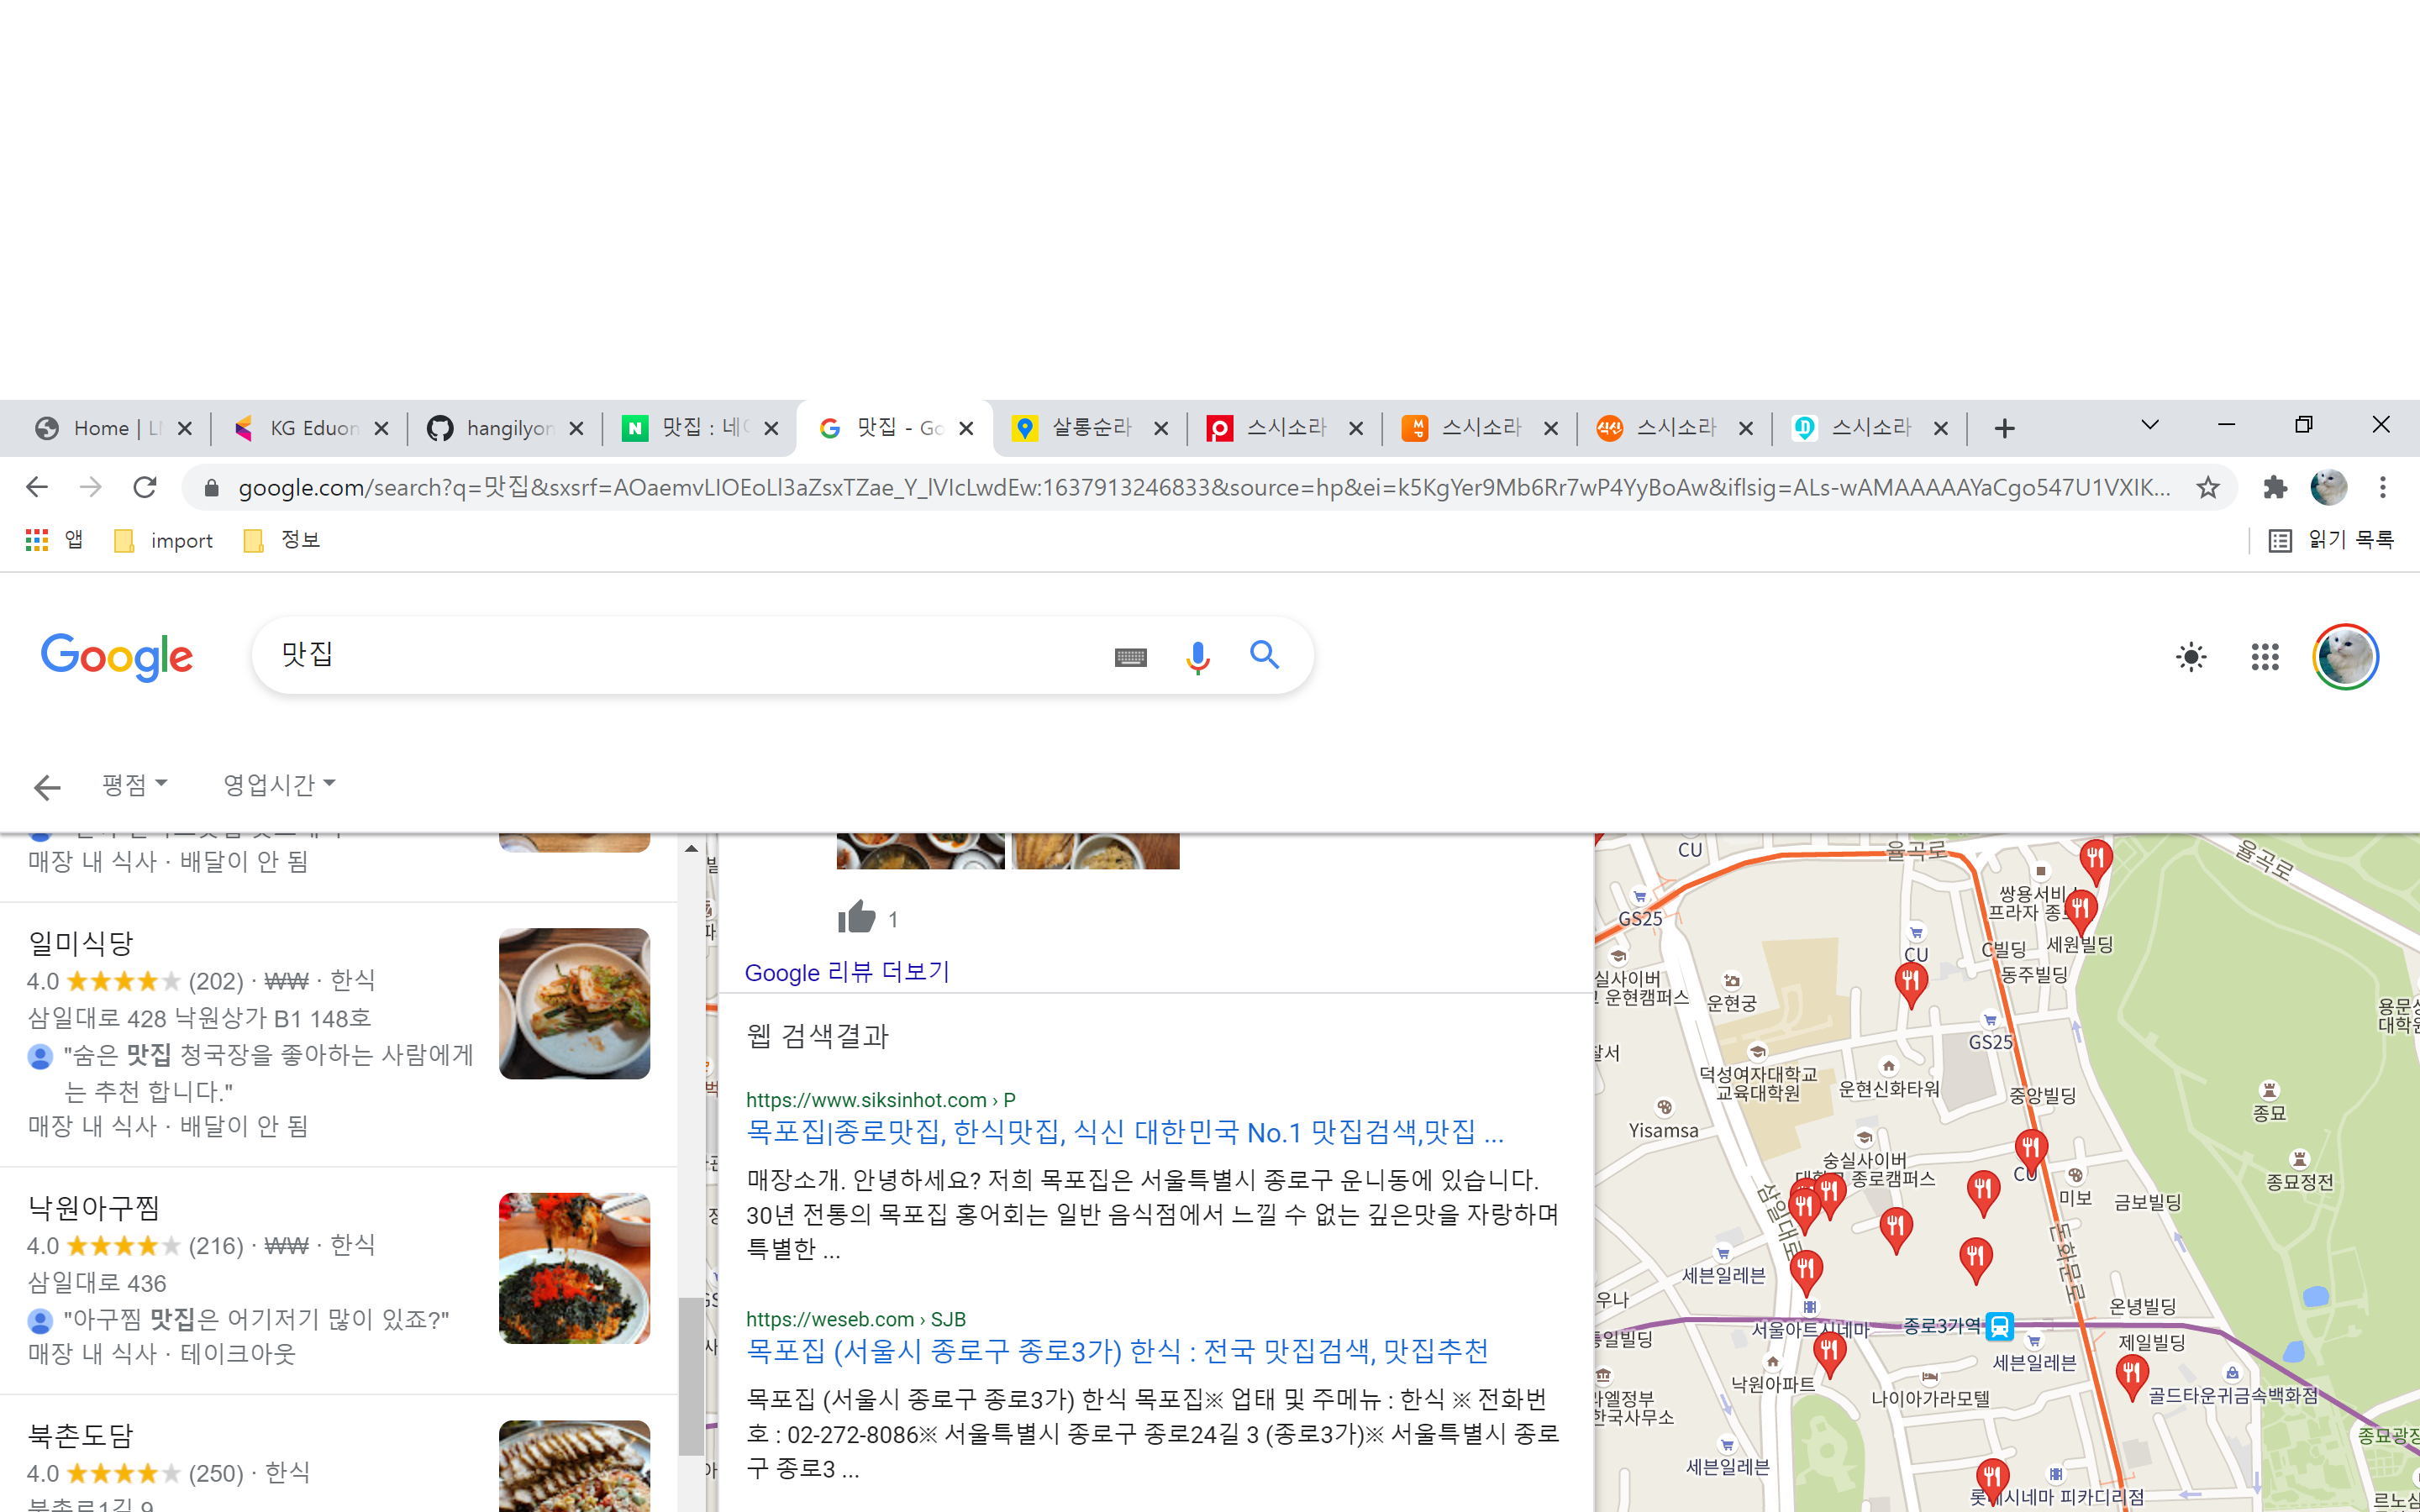 Home | LM
KG Eduon
hangilyon
맛집 : 네
맛집 - Go
살롱순라
스시소라
스시소라
스시소라
스시소라
google.com/search?q=맛집&sxsrf=AOaemvLIOEoLl3aZsxTZae_Y_lVIcLwdEw:1637913246833&source=hp&ei=k5KgYer9Mb6Rr7wP4YyBoAw&iflsig=ALs-wAMAAAAAYaCgo547U1VXIK...
앱
import
정보
읽기 목록
Google
맛집
평점
영업시간
매장 내 식사 · 배달이 안 됨
일미식당
4.0 (202) · ₩₩ · 한식
삼일대로 428 낙원상가 B1 148호
"숨은 맛집 청국장을 좋아하는 사람에게
는 추천 합니다."
매장 내 식사 · 배달이 안 됨
낙원아구찜
4.0 (216) · ₩₩ · 한식
삼일대로 436
"아구찜 맛집은 어기저기 많이 있죠?"
매장 내 식사 · 테이크아웃
북촌도담
4.0 (250) · 한식
북촌로1길 9
1
Google 리뷰 더보기
웹 검색결과
https://www.siksinhot.com › P
목포집|종로맛집, 한식맛집, 식신 대한민국 No.1 맛집검색,맛집 ...
매장소개. 안녕하세요? 저희 목포집은 서울특별시 종로구 운니동에 있습니다.
30년 전통의 목포집 홍어회는 일반 음식점에서 느낄 수 없는 깊은맛을 자랑하며
특별한 ...
https://weseb.com › SJB
목포집 (서울시 종로구 종로3가) 한식 : 전국 맛집검색, 맛집추천
목포집 (서울시 종로구 종로3가) 한식 목포집※ 업태 및 주메뉴 : 한식 ※ 전화번
호 : 02-272-8086※ 서울특별시 종로구 종로24길 3 (종로3가)※ 서울특별시 종로
구 종로3 ...
CU
율곡로
율곡로
GS25
쌍용서비스
프라자
CU
C빌딩
세원빌딩
동주빌딩
숭실사이버
운현캠퍼스
운현궁
GS25
덕성여자대학교
교육대학원
운현신화타워
중앙빌딩
종묘
Yisamsa
숭실사이버
종로캠퍼스
CU
미보
금보빌딩
종묘정전
삼일대로
돈화문로
세븐일레븐
온녕빌딩
서울아트시네마
종로3가역
세븐일레븐
제일빌딩
낙원아파트
나이아가라모텔
골드타운귀금속백화점
한국사무소
종묘광장
세븐일레븐
롯데시네마 피카디리점